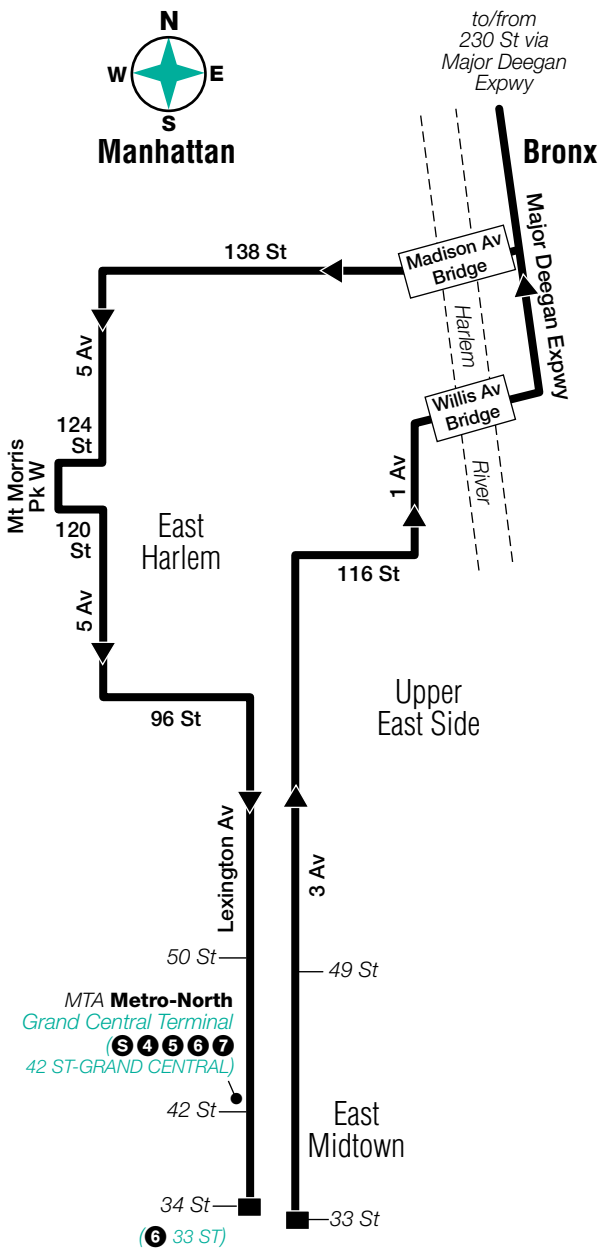 N
W E
S
Manhattan
to/from
230 St via
Major Deegan
Expwy
Bronx
138 St
Madison Av
Bridge
Major Deegan Expwy
5 Av
Harlem
Willis Av
Bridge
River
124
St
Mt Morris
Pk W
120
St
1 Av
East
Harlem
116 St
5 Av
96 St
Upper
East Side
Lexington Av
3 Av
50 St
49 St
MTA Metro-North
Grand Central Terminal
(S 4 5 6 7
42 ST-GRAND CENTRAL)
42 St
East
Midtown
34 St
33 St
(6 33 ST)